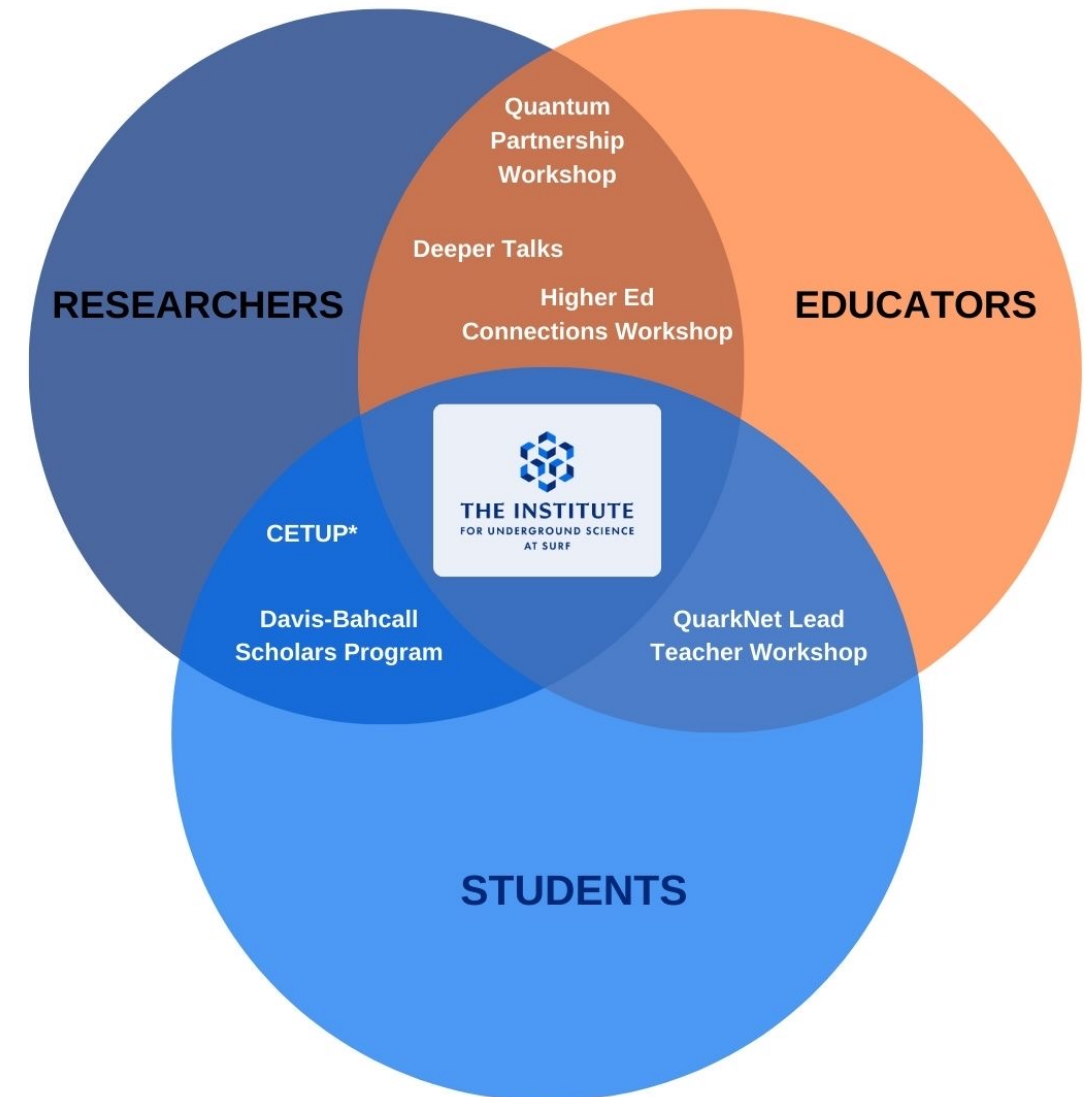 Quantum
Partnership
Workshop
Deeper Talks
RESEARCHERS
Higher Ed
Connections Workshop
EDUCATORS
THE INSTITUTE
FOR UNDERGROUND SCIENCE
AT SURF
CETUP*
Davis-Bahcall
Scholars Program
QuarkNet Lead
Teacher Workshop
STUDENTS